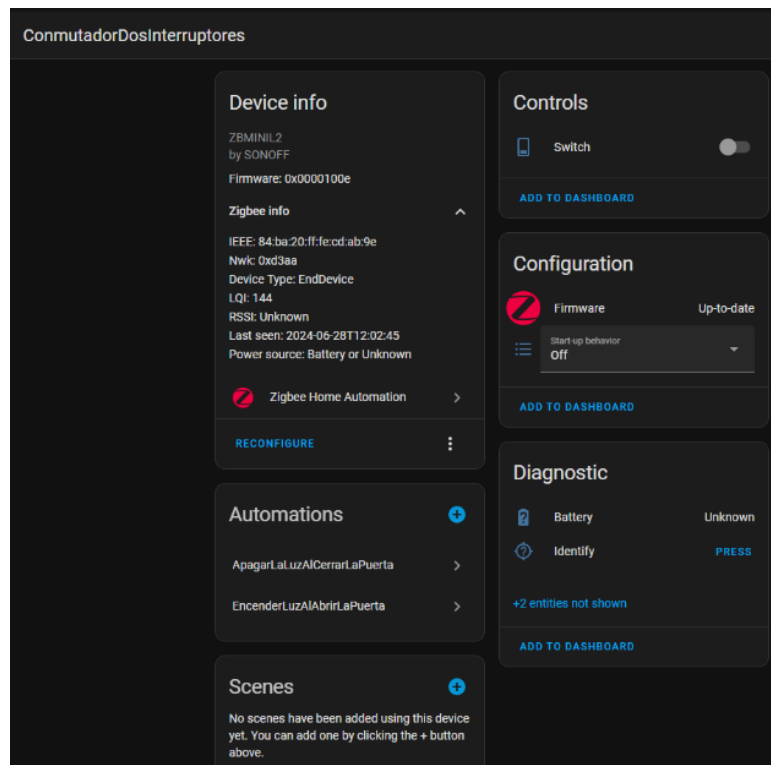 ConmutadorDosInterruptores
Device info
ZBMINIL2
by SONOFF
Firmware: 0x0000100e
Zigbee info
IEEE: 84:ba:20:ff:fe:cd:ab:9e
Nwk: 0xd3aa
Device Type: EndDevice
LQI: 144
RSSI: Unknown
Last seen: 2024-06-28T12:02:45
Power source: Battery or Unknown
Zigbee Home Automation
RECONFIGURE
Automations
ApagarLaLuzAlCerrarLaPuerta
EncenderLuzAlAbrirLaPuerta
Scenes
No scenes have been added using this device
yet. You can add one by clicking the + button
above.
Controls
Switch
ADD TO DASHBOARD
Configuration
Firmware Up-to-date
Start-up behavior
Off
ADD TO DASHBOARD
Diagnostic
Battery Unknown
Identify PRESS
+2 entities not shown
ADD TO DASHBOARD